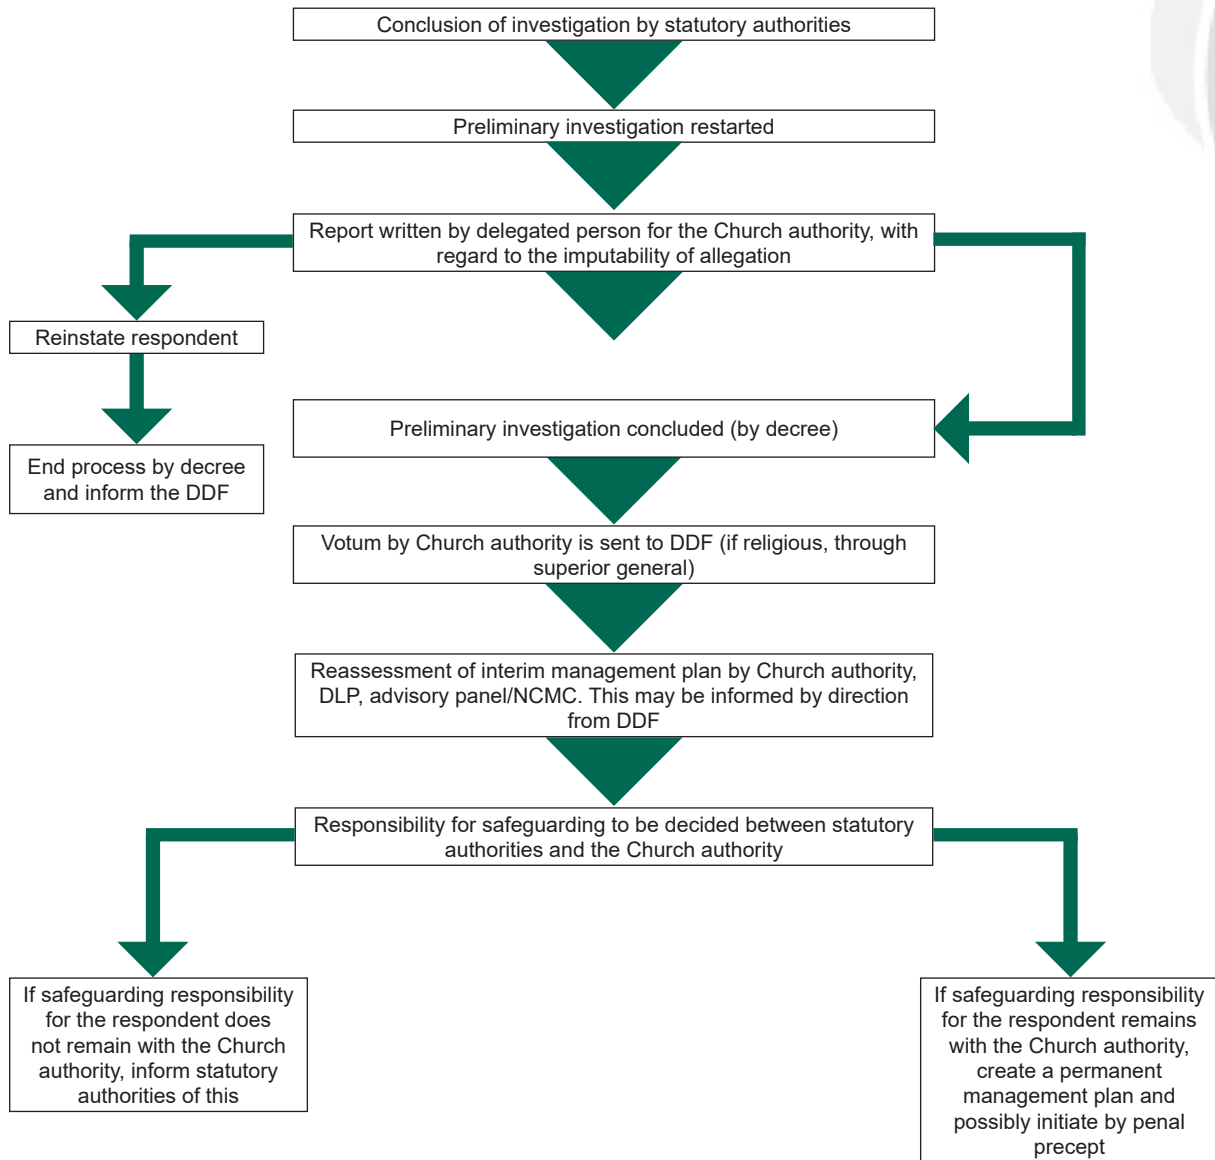 Conclusion of investigation by statutory authorities
Preliminary investigation restarted
Report written by delegated person for the Church authority, with
regard to the imputability of allegation
Reinstate respondent
End process by decree
and inform the DDF
Preliminary investigation concluded (by decree)
Votum by Church authority is sent to DDF (if religious, through
superior general)
Reassessment of interim management plan by Church authority,
DLP, advisory panel/NCMC. This may be informed by direction
from DDF
Responsibility for safeguarding to be decided between statutory
authorities and the Church authority
If safeguarding responsibility
for the respondent does
not remain with the Church
authority, inform statutory
authorities of this
If safeguarding responsibility
for the respondent remains
with the Church authority,
create a permanent
management plan and
possibly initiate by penal
precept